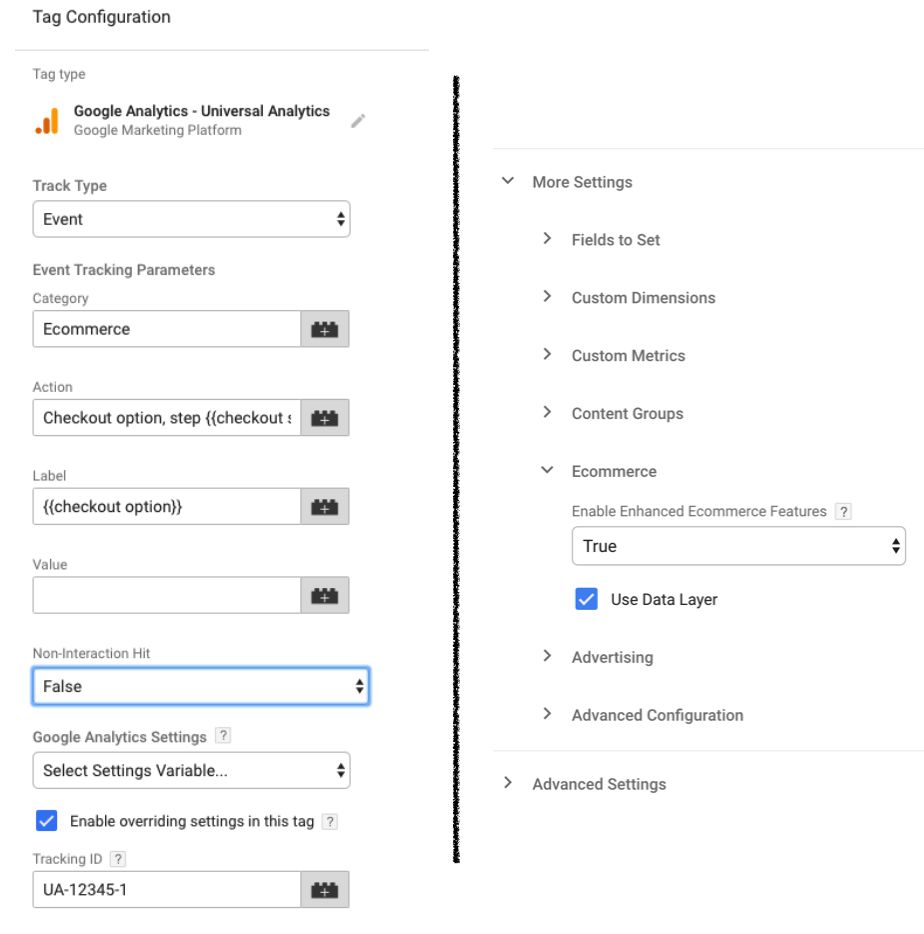 Tag Configuration
Tag type
Google Analytics - Universal Analytics
Google Marketing Platform
Track Type
Event
Event Tracking Parameters
Category
Ecommerce
Action
Checkout option, step {{checkout s
Label
{{checkout option}}
Value
Non-Interaction Hit
False
Google Analytics Settings ?
Select Settings Variable...
Enable overriding settings in this tag ?
Tracking ID ?
UA-12345-1
More Settings
Fields to Set
Custom Dimensions
Custom Metrics
Content Groups
Ecommerce
Enable Enhanced Ecommerce Features ?
True
Use Data Layer
Advertising
Advanced Configuration
Advanced Settings